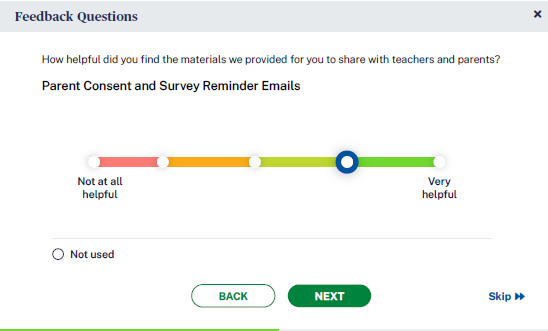 Feedback Questions
How helpful did you find the materials we provided for you to share with teachers and parents?
Parent Consent and Survey Reminder Emails
Not at all
helpful
Very
helpful
Not used
BACK
NEXT
Skip